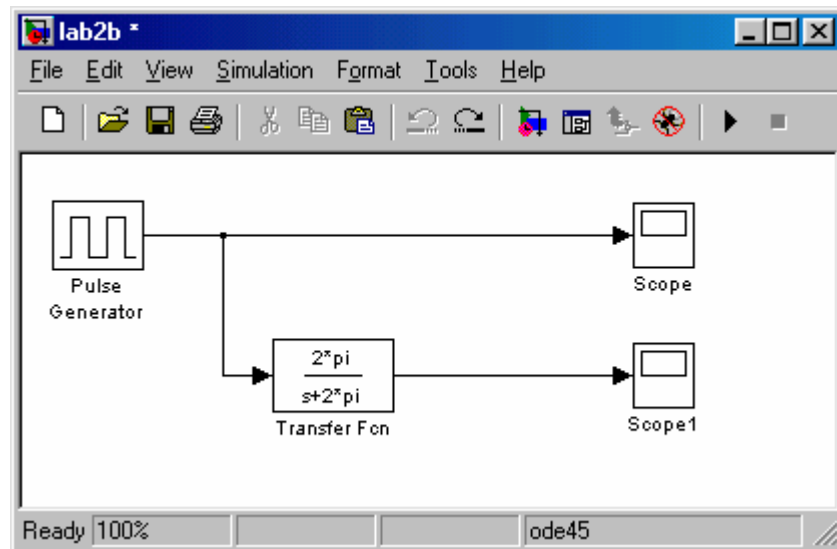 lab2b *
File Edit View Simulation Format Tools Help
Pulse
Generator
Scope
2*pi
s+2*pi
Transfer Fcn
Scope1
Ready 100% ode45